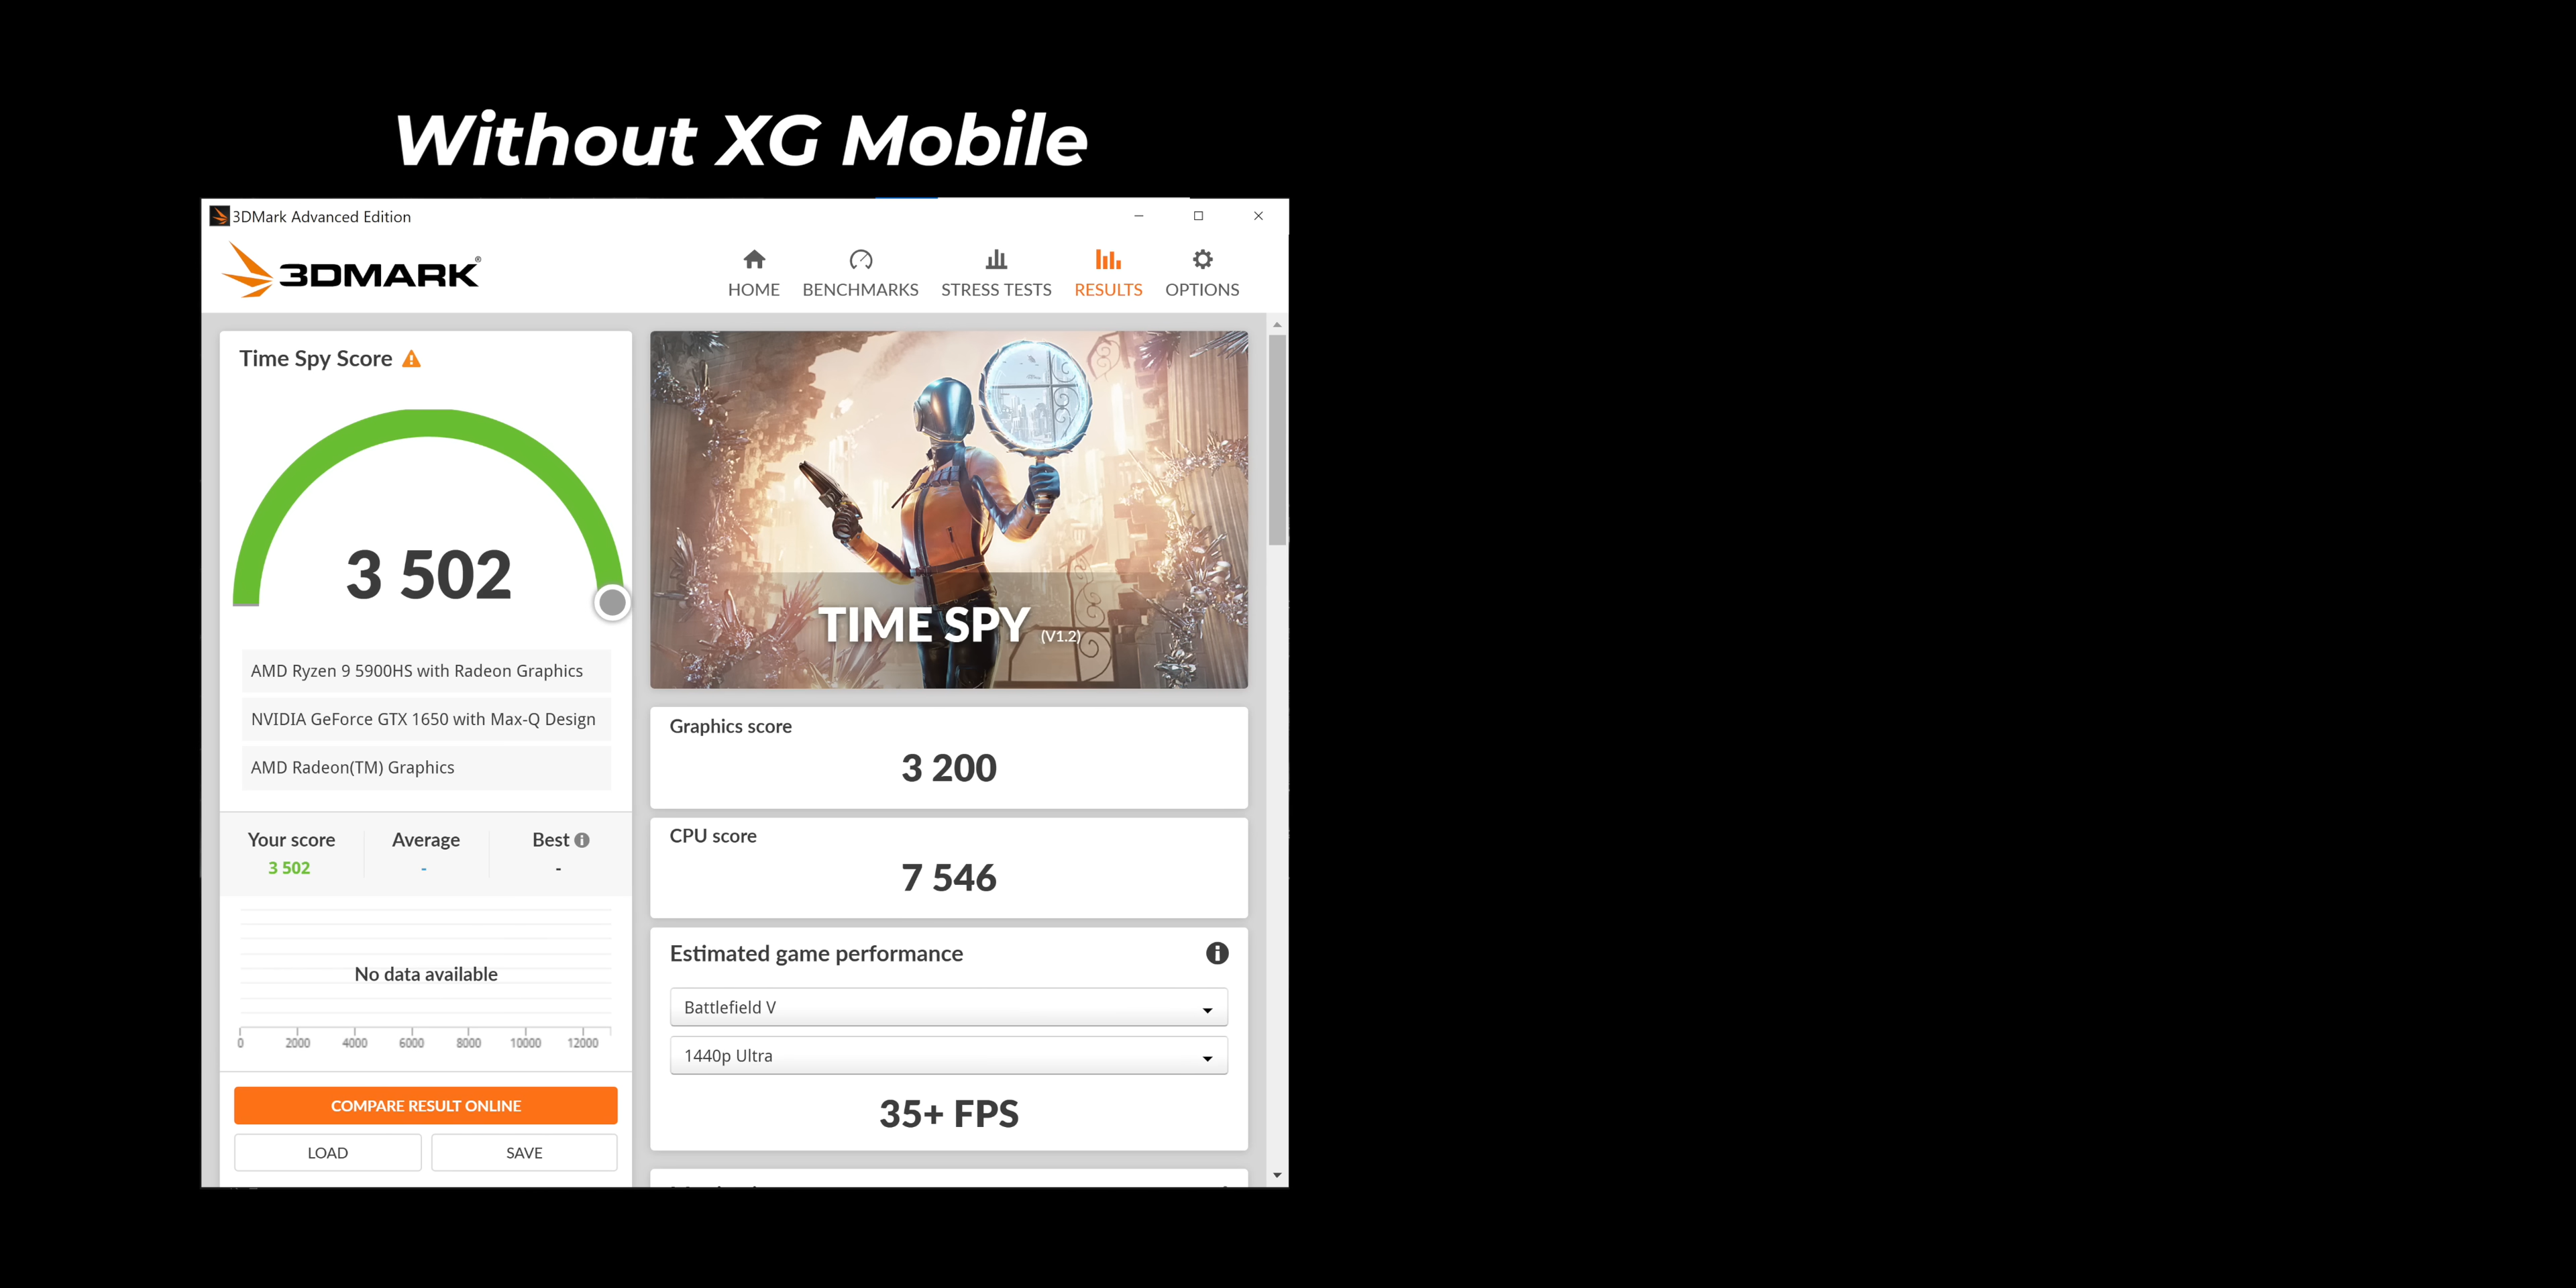 Without XG Mobile
3DMark Advanced Edition
3DMARK®
HOME
BENCHMARKS
STRESS TESTS
RESULTS
OPTIONS
Time Spy Score
3 502
AMD Ryzen 9 5900HS with Radeon Graphics
NVIDIA GeForce GTX 1650 with Max-Q Design
AMD Radeon(TM) Graphics
Your score Average Best
3 502 - -
No data available
0 2000 4000 6000 8000 10000 12000
COMPARE RESULT ONLINE
LOAD
SAVE
TIME SPY (V1.2)
Graphics score
3 200
CPU score
7 546
Estimated game performance
Battlefield V
1440p Ultra
35+ FPS